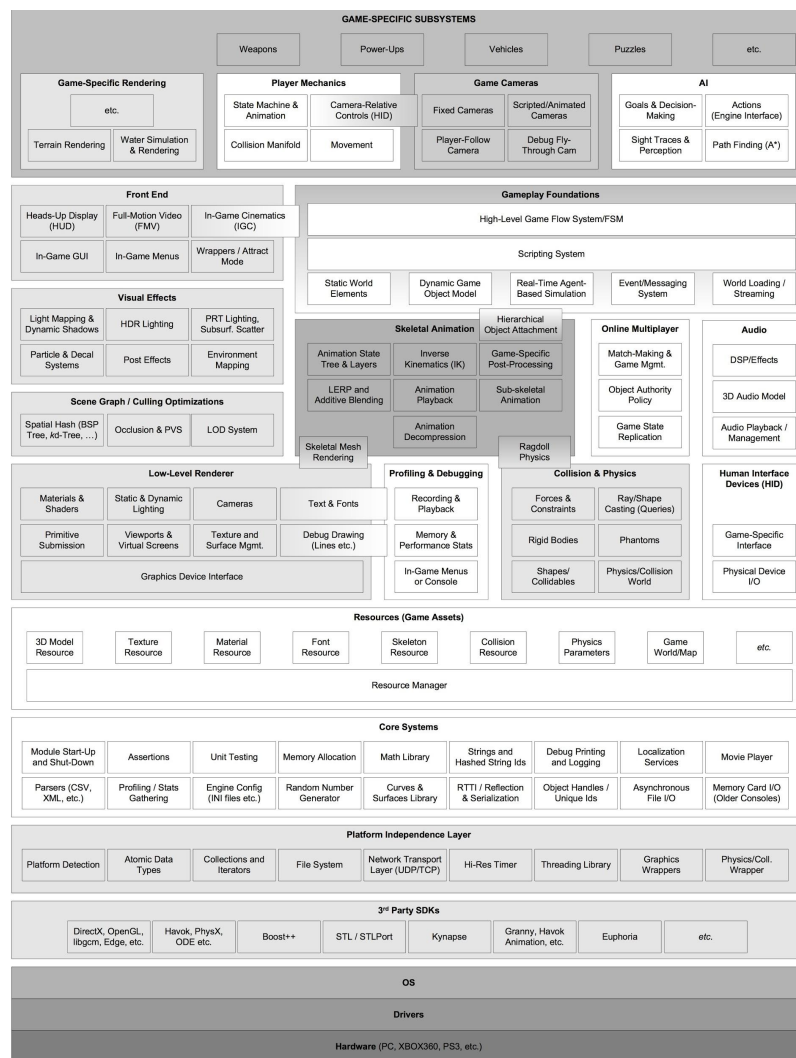 GAME-SPECIFIC SUBSYSTEMS
Weapons
Power-Ups
Vehicles
Puzzles
etc.
Game-Specific Rendering
etc.
Terrain Rendering
Water Simulation
& Rendering
Player Mechanics
State Machine &
Animation
Camera-Relative
Controls (HID)
Collision Manifold
Movement
Game Cameras
Fixed Cameras
Scripted/Animated
Cameras
Player-Follow
Camera
Debug Fly-
Through Cam
AI
Goals & Decision-
Making
Actions
(Engine Interface)
Sight Traces &
Perception
Path Finding (A*)
Front End
Heads-Up Display
(HUD)
Full-Motion Video
(FMV)
In-Game Cinematics
(IGC)
In-Game GUI
In-Game Menus
Wrappers / Attract
Mode
Gameplay Foundations
High-Level Game Flow System/FSM
Scripting System
Static World
Elements
Dynamic Game
Object Model
Real-Time Agent-
Based Simulation
Event/Messaging
System
World Loading /
Streaming
Visual Effects
Light Mapping &
Dynamic Shadows
HDR Lighting
PRT Lighting,
Subsurf. Scatter
Particle & Decal
Systems
Post Effects
Environment
Mapping
Skeletal Animation
Hierarchical
Object Attachment
Animation State
Tree & Layers
Inverse
Kinematics (IK)
Game-Specific
Post-Processing
LERP and
Additive Blending
Animation
Playback
Sub-skeletal
Animation
Animation
Decompression
Skeletal Mesh
Rendering
Ragdoll
Physics
Online Multiplayer
Match-Making &
Game Mgmt.
Object Authority
Policy
Game State
Replication
Audio
DSP/Effects
3D Audio Model
Audio Playback /
Management
Scene Graph / Culling Optimizations
Spatial Hash (BSP
Tree, kd-Tree, …)
Occlusion & PVS
LOD System
Low-Level Renderer
Materials &
Shaders
Static & Dynamic
Lighting
Cameras
Text & Fonts
Primitive
Submission
Viewports &
Virtual Screens
Texture and
Surface Mgmt.
Debug Drawing
(Lines etc.)
Graphics Device Interface
Profiling & Debugging
Recording &
Playback
Memory &
Performance Stats
In-Game Menus
or Console
Collision & Physics
Forces &
Constraints
Ray/Shape
Casting (Queries)
Rigid Bodies
Phantoms
Shapes/
Collidables
Physics/Collision
World
Human Interface
Devices (HID)
Game-Specific
Interface
Physical Device
I/O
Resources (Game Assets)
3D Model
Resource
Texture
Resource
Material
Resource
Font
Resource
Skeleton
Resource
Collision
Resource
Physics
Parameters
Game
World/Map
etc.
Resource Manager
Core Systems
Module Start-Up
and Shut-Down
Assertions
Unit Testing
Memory Allocation
Math Library
Strings and
Hashed String Ids
Debug Printing
and Logging
Localization
Services
Movie Player
Parsers (CSV,
XML, etc.)
Profiling / Stats
Gathering
Engine Config
(INI files etc.)
Random Number
Generator
Curves &
Surfaces Library
RTTI / Reflection
& Serialization
Object Handles /
Unique Ids
Asynchronous
File I/O
Memory Card I/O
(Older Consoles)
Platform Independence Layer
Platform Detection
Atomic Data
Types
Collections and
Iterators
File System
Network Transport
Layer (UDP/TCP)
Hi-Res Timer
Threading Library
Graphics
Wrappers
Physics/Coll.
Wrapper
3rd Party SDKs
DirectX, OpenGL,
libgcm, Edge, etc.
Havok, PhysX,
ODE etc.
Boost++
STL / STLPort
Kynapse
Granny, Havok
Animation, etc.
Euphoria
etc.
OS
Drivers
Hardware (PC, XBOX360, PS3, etc.)